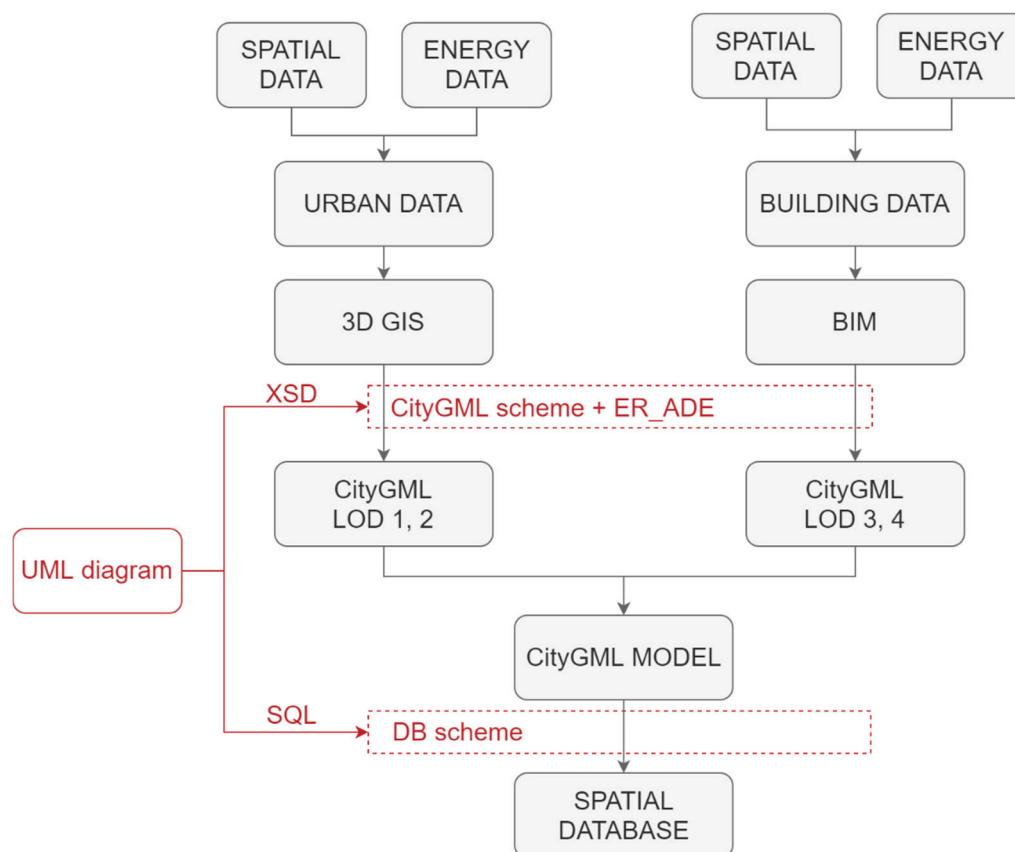 SPATIAL
DATA
ENERGY
DATA
SPATIAL
DATA
ENERGY
DATA
URBAN DATA
BUILDING DATA
3D GIS
BIM
XSD
CityGML scheme + ER_ADE
CityGML
LOD 1, 2
CityGML
LOD 3, 4
UML diagram
CityGML MODEL
SQL
DB scheme
SPATIAL
DATABASE